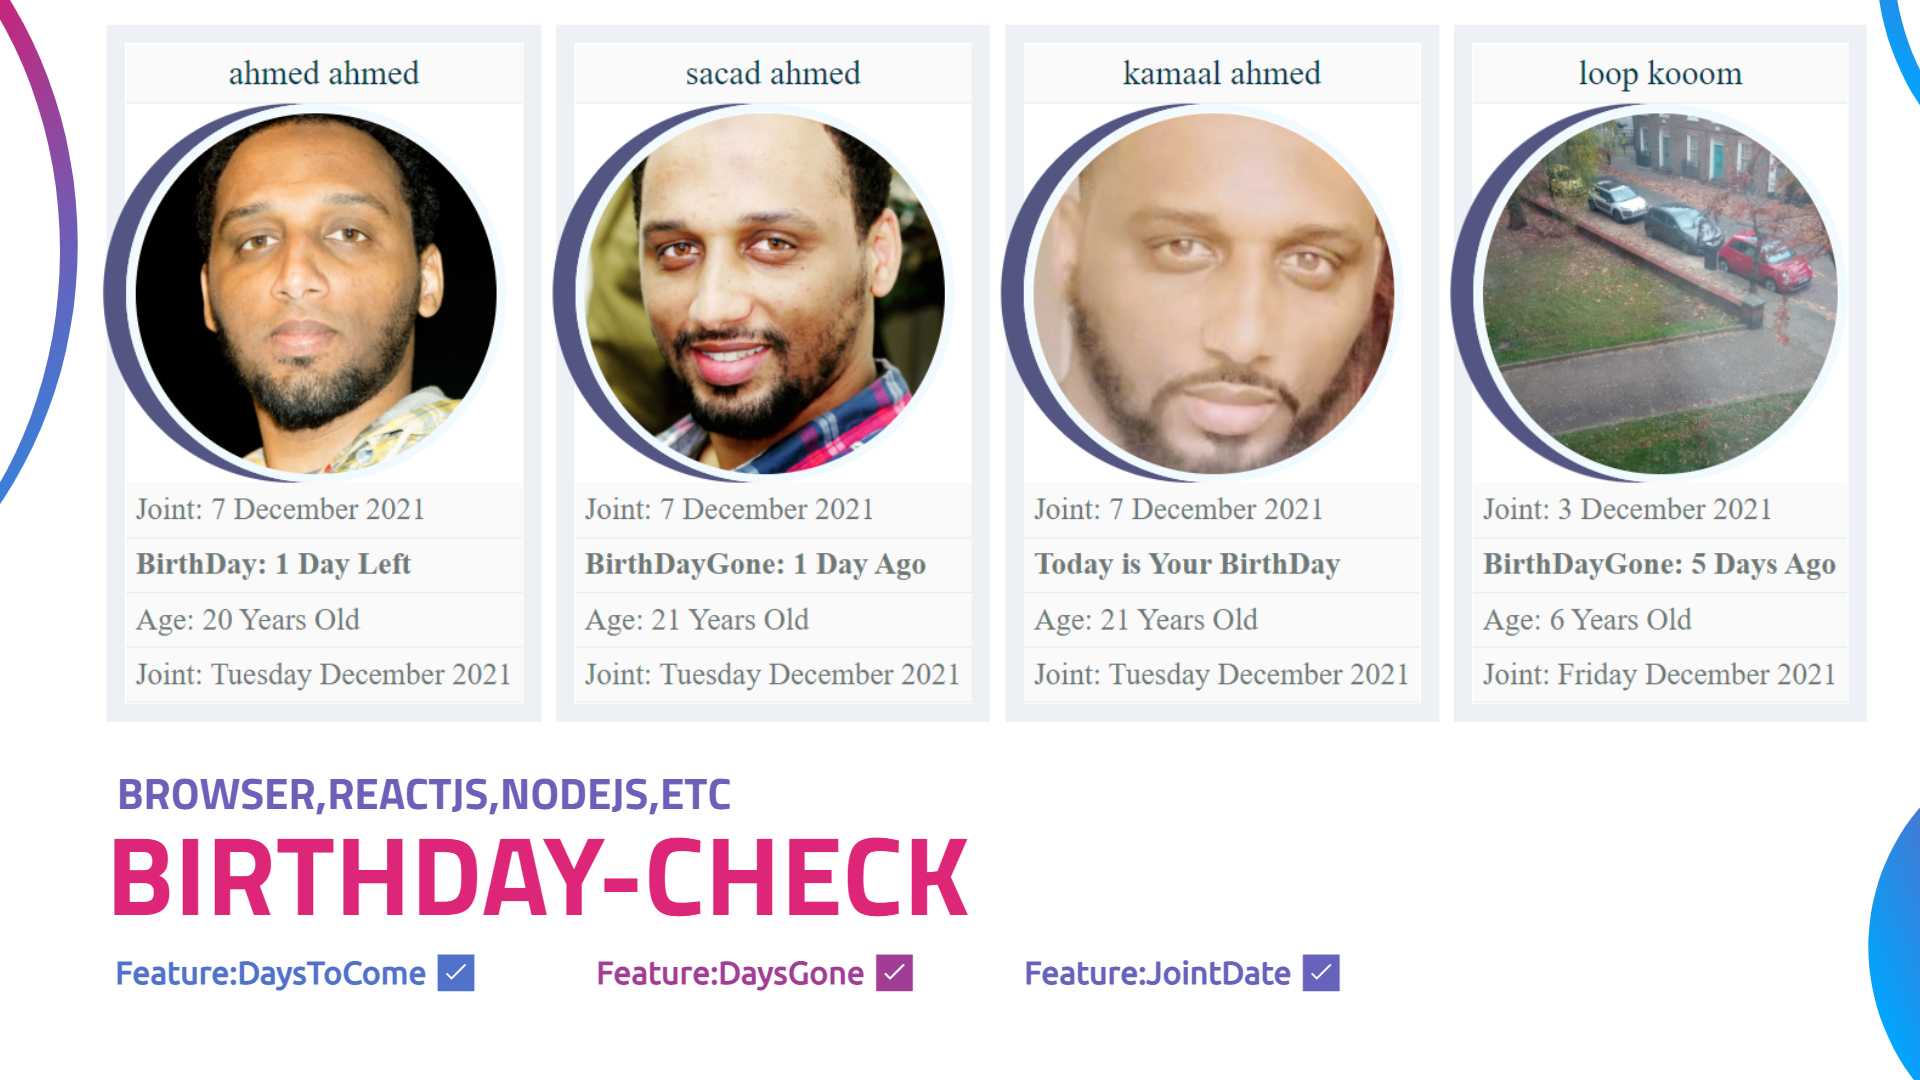 ahmed ahmed
Joint: 7 December 2021
BirthDay: 1 Day Left
Age: 20 Years Old
Joint: Tuesday December 2021
sacad ahmed
Joint: 7 December 2021
BirthDayGone: 1 Day Ago
Age: 21 Years Old
Joint: Tuesday December 2021
kamaal ahmed
Joint: 7 December 2021
Today is Your BirthDay
Age: 21 Years Old
Joint: Tuesday December 2021
loop kooom
Joint: 3 December 2021
BirthDayGone: 5 Days Ago
Age: 6 Years Old
Joint: Friday December 2021
BROWSER,REACTJS,NODEJS,ETC
BIRTHDAY-CHECK
Feature:DaysToCome
Feature:DaysGone
Feature:JointDate